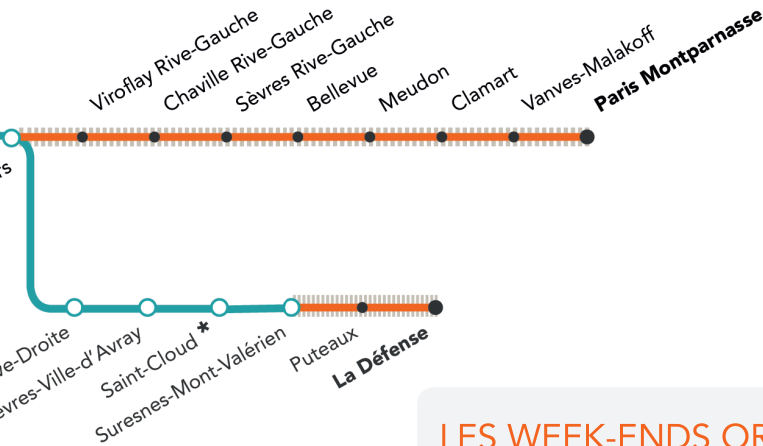 Viroflay Rive-Gauche
Chaville Rive-Gauche
Sèvres Rive-Gauche
Bellevue
Meudon
Clamart
Vanves-Malakoff
Paris Montparnasse
Saint-Cloud *
Suresnes-Mont-Valérien
Puteaux
La Défense
LES WEEK-ENDS